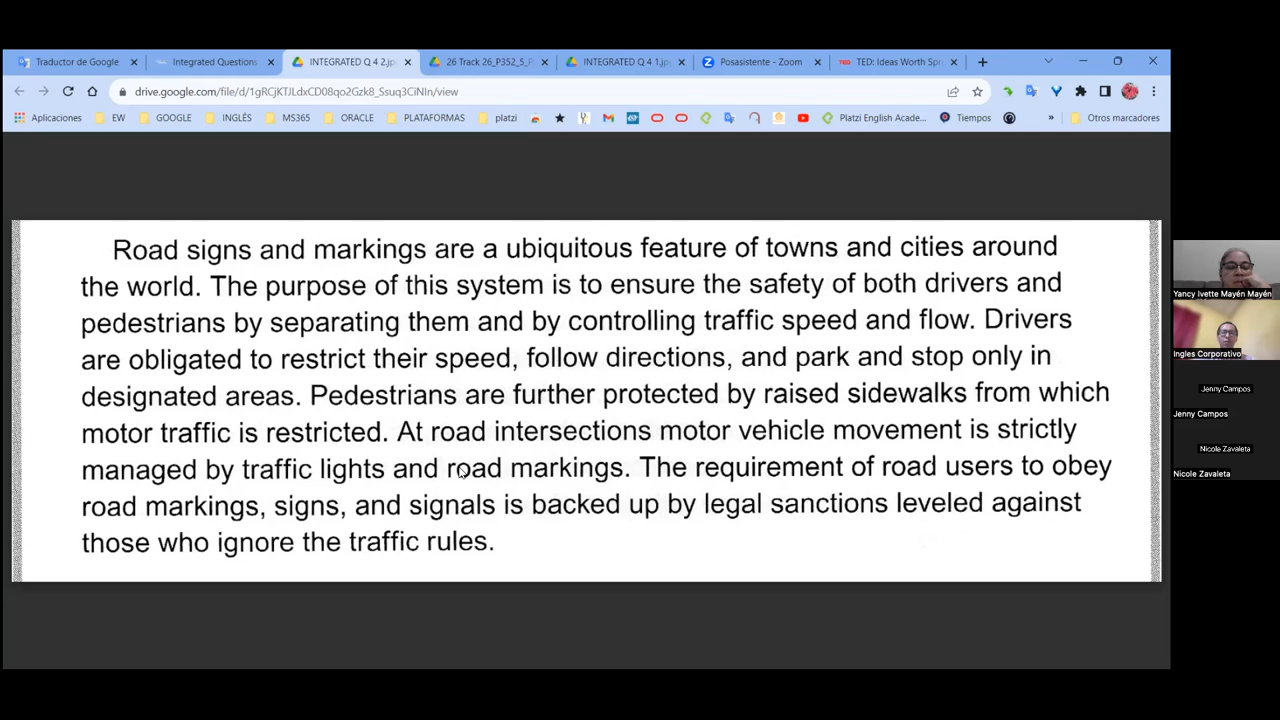 Traductor de Google
Integrated Questions
INTEGRATED Q 4 2.jp
26 Track 26_P352_5_P
INTEGRATED Q 4 1.jp
Posasistente - Zoom
TED: Ideas Worth Spr
drive.google.com/file/d/1gRCjKTJLdxCD08qo2Gzk8_Ssuq3CiNIn/view
Aplicaciones
EW
GOOGLE
INGLÉS
MS365
ORACLE
PLATAFORMAS
platzi
Platzi English Acade...
Tiempos
Otros marcadores
Road signs and markings are a ubiquitous feature of towns and cities around
the world. The purpose of this system is to ensure the safety of both drivers and
pedestrians by separating them and by controlling traffic speed and flow. Drivers
are obligated to restrict their speed, follow directions, and park and stop only in
designated areas. Pedestrians are further protected by raised sidewalks from which
motor traffic is restricted. At road intersections motor vehicle movement is strictly
managed by traffic lights and road markings. The requirement of road users to obey
road markings, signs, and signals is backed up by legal sanctions leveled against
those who ignore the traffic rules.
Yancy Ivette Mayén Mayén
Ingles Corporativo
Jenny Campos
Jenny Campos
Nicole Zavaleta
Nicole Zavaleta